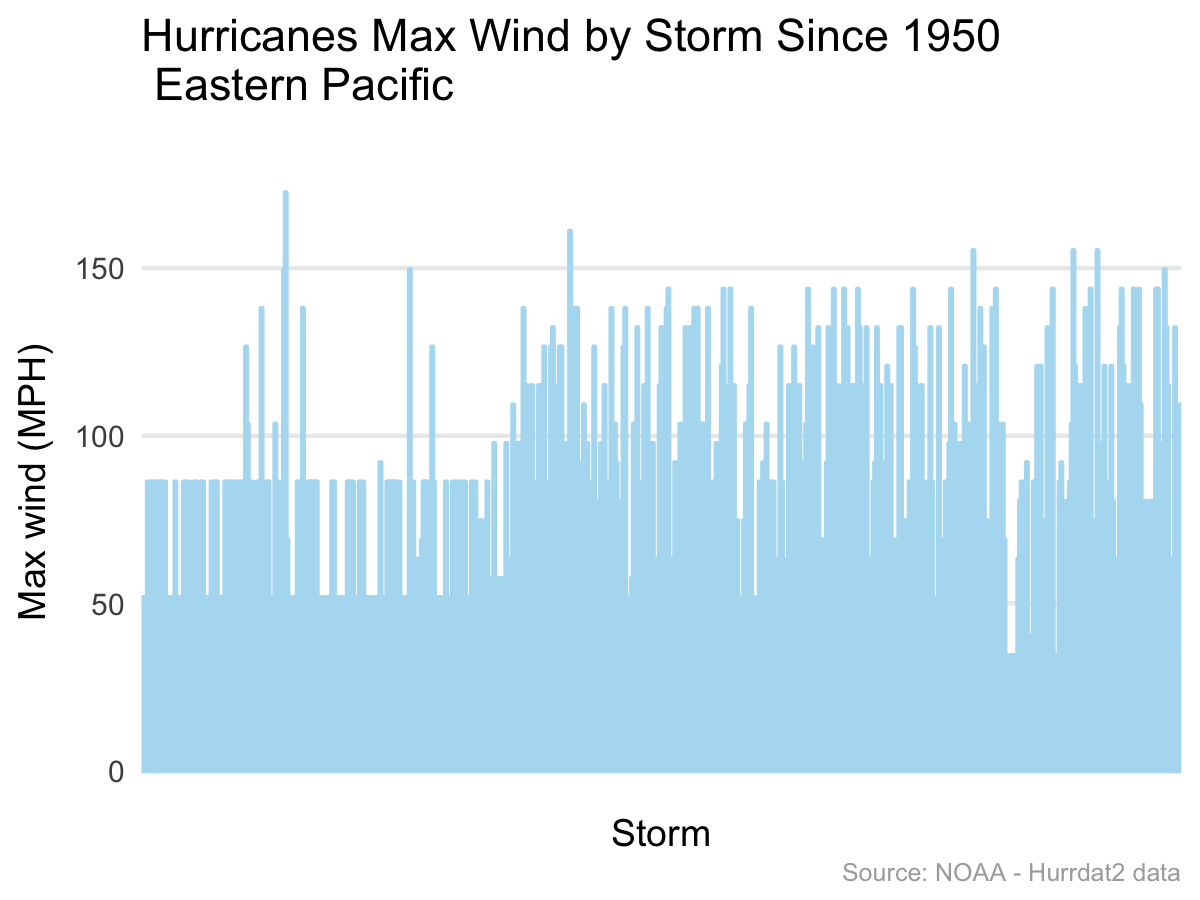 Hurricanes Max Wind by Storm Since 1950
Eastern Pacific
Max wind (MPH)
150
100
50
0
Storm
Source: NOAA - Hurrdat2 data